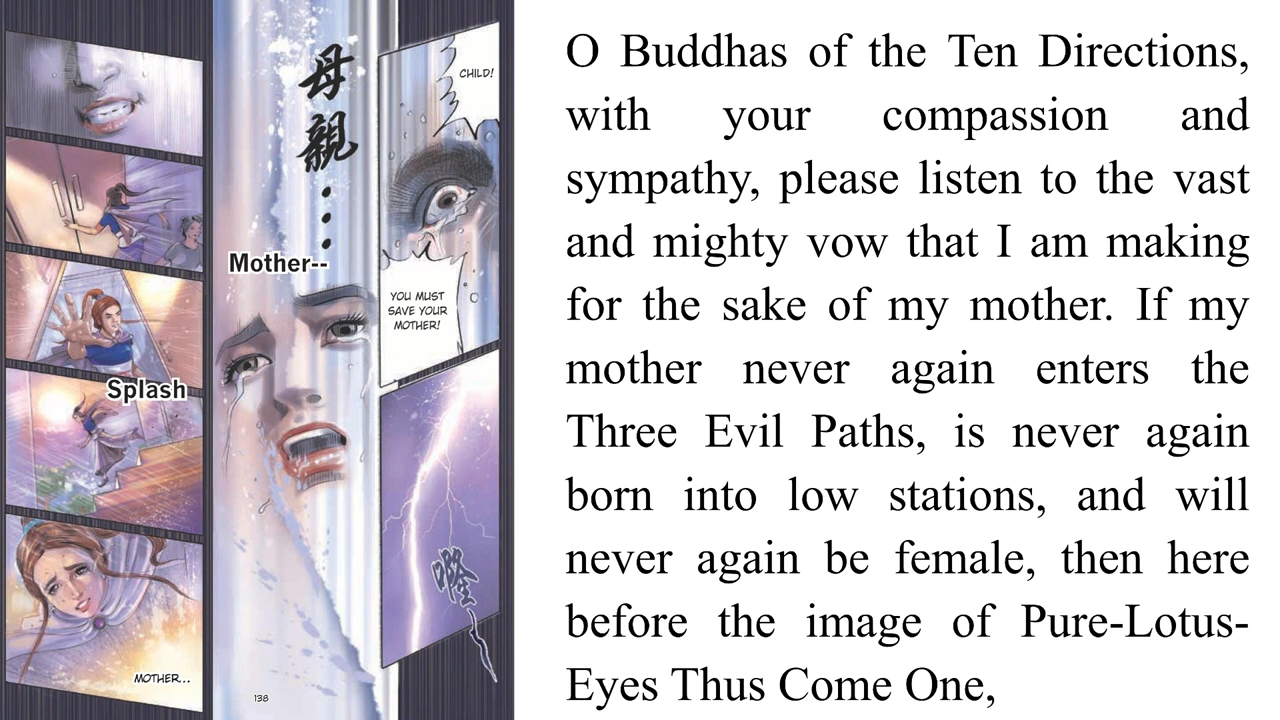 CHILD!
母親...
Mother--
YOU MUST
SAVE YOUR
MOTHER!
Splash
嚨
MOTHER...
138
O Buddhas of the Ten Directions,
with your compassion and
sympathy, please listen to the vast
and mighty vow that I am making
for the sake of my mother. If my
mother never again enters the
Three Evil Paths, is never again
born into low stations, and will
never again be female, then here
before the image of Pure-Lotus-
Eyes Thus Come One,